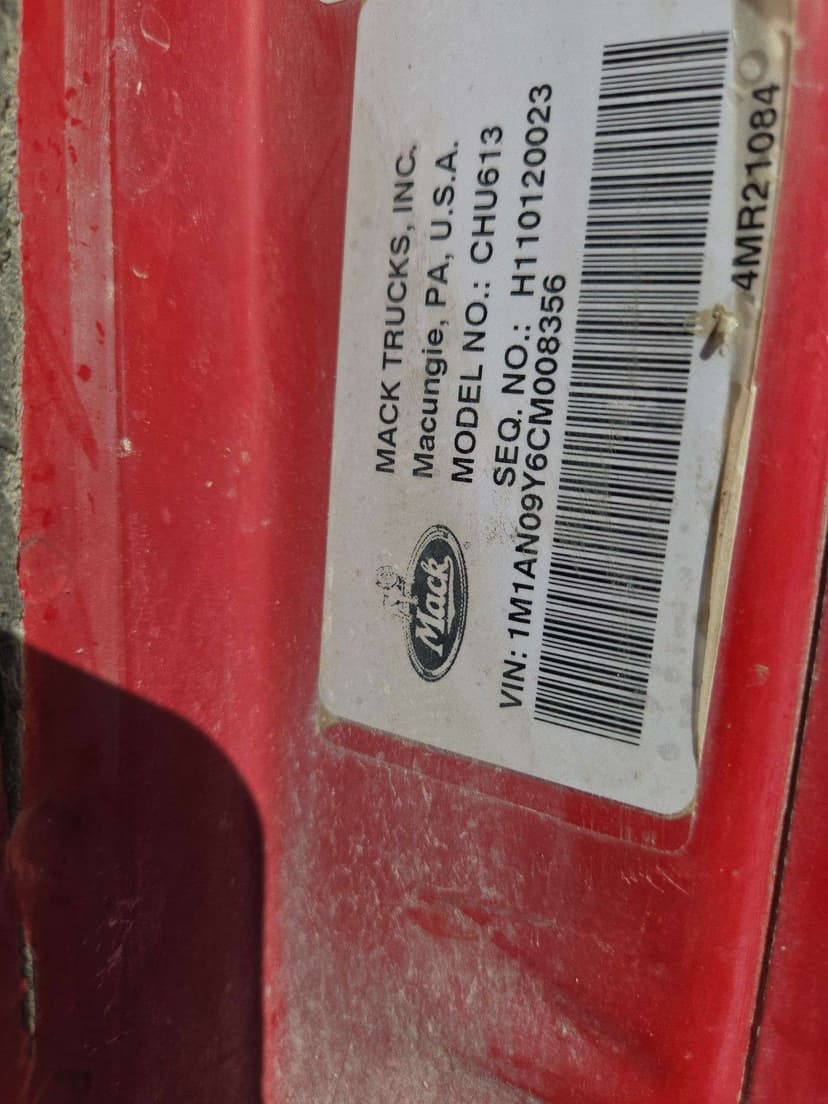 MACK TRUCKS, INC.
Macungie, PA, U.S.A.
MODEL NO.: CHU613
SEQ. NO.: H110120023
Mack
VIN: 1M1AN09Y6CM008356
4MR21084